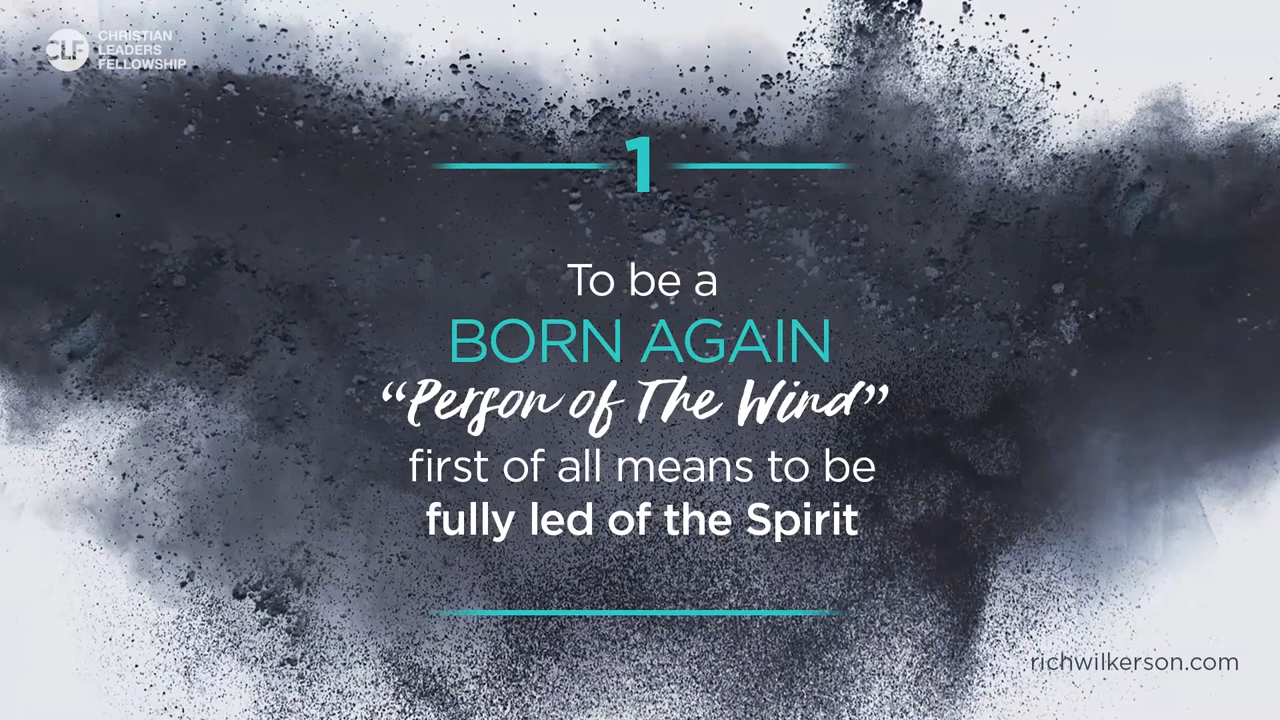 CLF
CHRISTIAN
LEADERS
FELLOWSHIP
1
To be a
BORN AGAIN
“Person of The Wind”
first of all means to be
fully led of the Spirit
richwilkerson.com